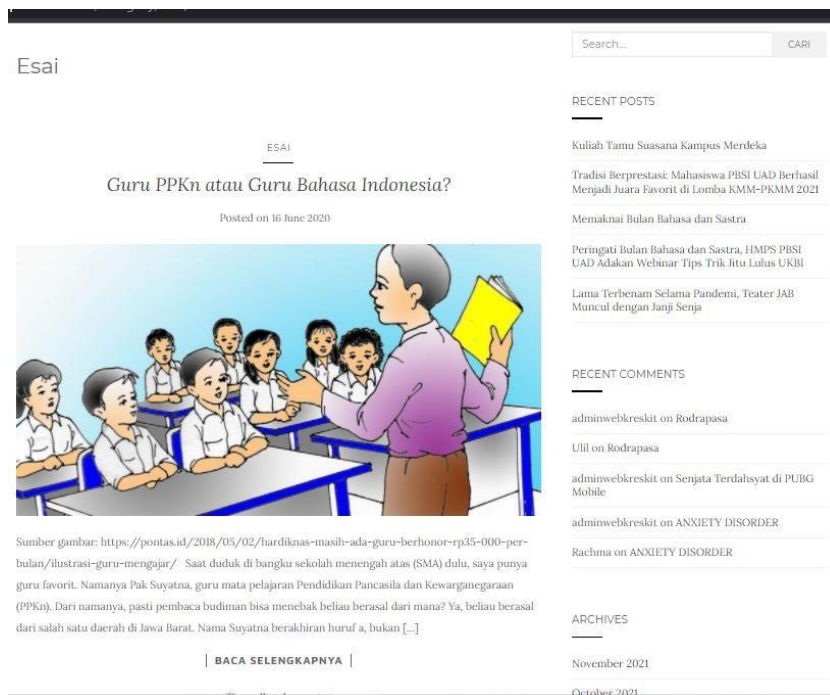 Esai
ESAI
Guru PPKn atau Guru Bahasa Indonesia?
Posted on 16 June 2020
Sumber gambar: https://pontas.id/2018/05/02/hardiknas-masih-ada-guru-berhonor-rp35-000-per-
bulan/ilustrasi-guru-mengajar/ Saat duduk di bangku sekolah menengah atas (SMA) dulu, saya punya
guru favorit. Namanya Pak Suyatna, guru mata pelajaran Pendidikan Pancasila dan Kewarganegaraan
(PPKn). Dari namanya, pasti pembaca budiman bisa menebak beliau berasal dari mana? Ya, beliau berasal
dari salah satu daerah di Jawa Barat. Nama Suyatna berakhiran huruf a, bukan […]
| BACA SELENGKAPNYA |
Search... CARI
RECENT POSTS
Kuliah Tamu Suasana Kampus Merdeka
Tradisi Berprestasi: Mahasiswa PBSI UAD Berhasil
Menjadi Juara Favorit di Lomba KMM-PKMM 2021
Memaknai Bulan Bahasa dan Sastra
Peringati Bulan Bahasa dan Sastra, HMPS PBSI
UAD Adakan Webinar Tips Trik Jitu Lulus UKBI
Lama Terbenam Selama Pandemi, Teater JAB
Muncul dengan Janji Senja
RECENT COMMENTS
adminwebkreskit on Rodrapasa
Ulil on Rodrapasa
adminwebkreskit on Senjata Terdahsyat di PUBG
Mobile
adminwebkreskit on ANXIETY DISORDER
Rachma on ANXIETY DISORDER
ARCHIVES
November 2021
October 2021